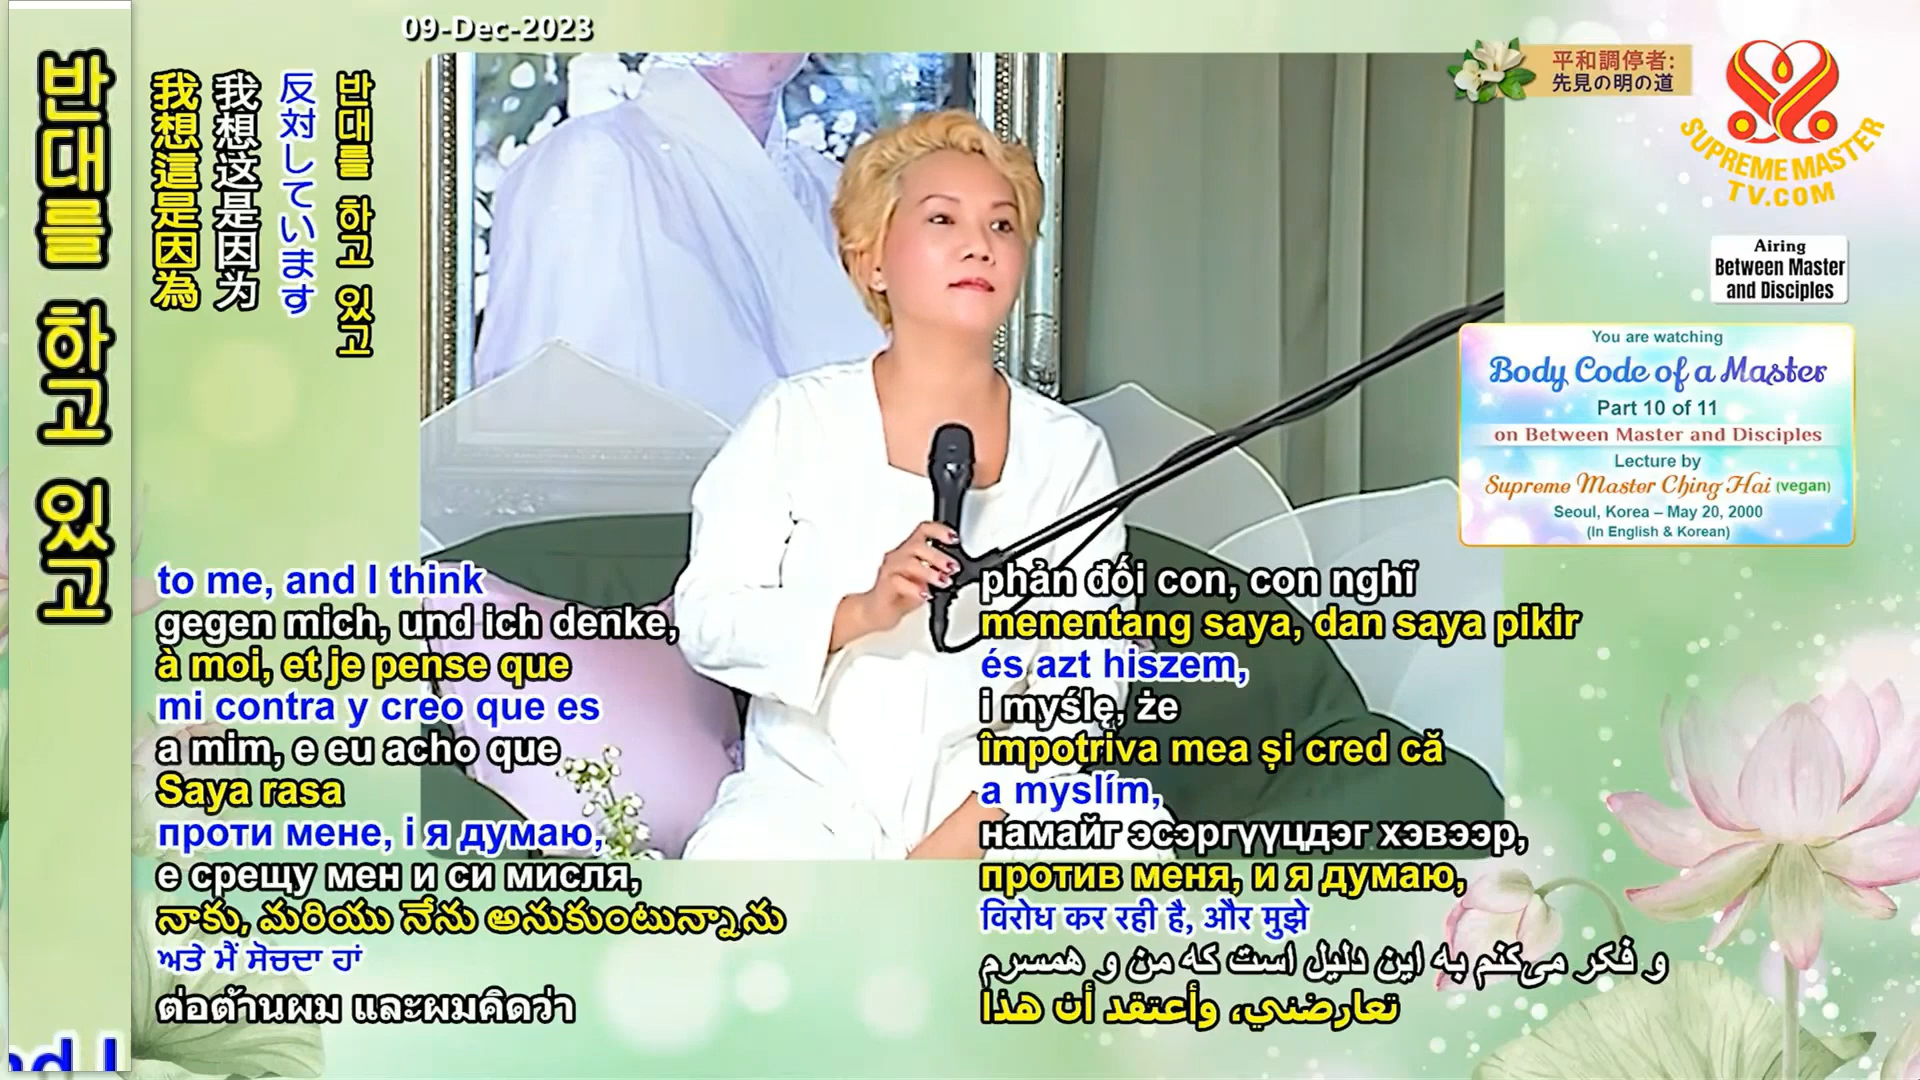 09-Dec-2023
반대를 하고 있고
我想這是因為
我想这是因为
反対しています
반대를 하고 있고
平和調停者:
先見の明の道
SUPREME MASTER
TV.COM
Airing
Between Master
and Disciples
You are watching
Body Code of a Master
Part 10 of 11
on Between Master and Disciples
Lecture by
Supreme Master Ching Hai (vegan)
Seoul, Korea – May 20, 2000
(In English & Korean)
to me, and I think
gegen mich, und ich denke,
à moi, et je pense que
mi contra y creo que es
a mim, e eu acho que
Saya rasa
проти мене, і я думаю,
е срещу мен и си мисля,
నాకు, మరియు నేను అనుకుంటున్నాను
ਅਤੇ ਮੈਂ ਸੋਚਦਾ ਹਾਂ
ต่อต้านผม และผมคิดว่า
phản đối con, con nghĩ
menentang saya, dan saya pikir
és azt hiszem,
i myślę, że
împotriva mea și cred că
a myslím,
намайг эсэргүүцдэг хэвээр,
против меня, и я думаю,
विरोध कर रही है, और मुझे
و فکر می‌کنم به این دلیل است که من و همسرم
تعارضني، وأعتقد أن هذا
nd I